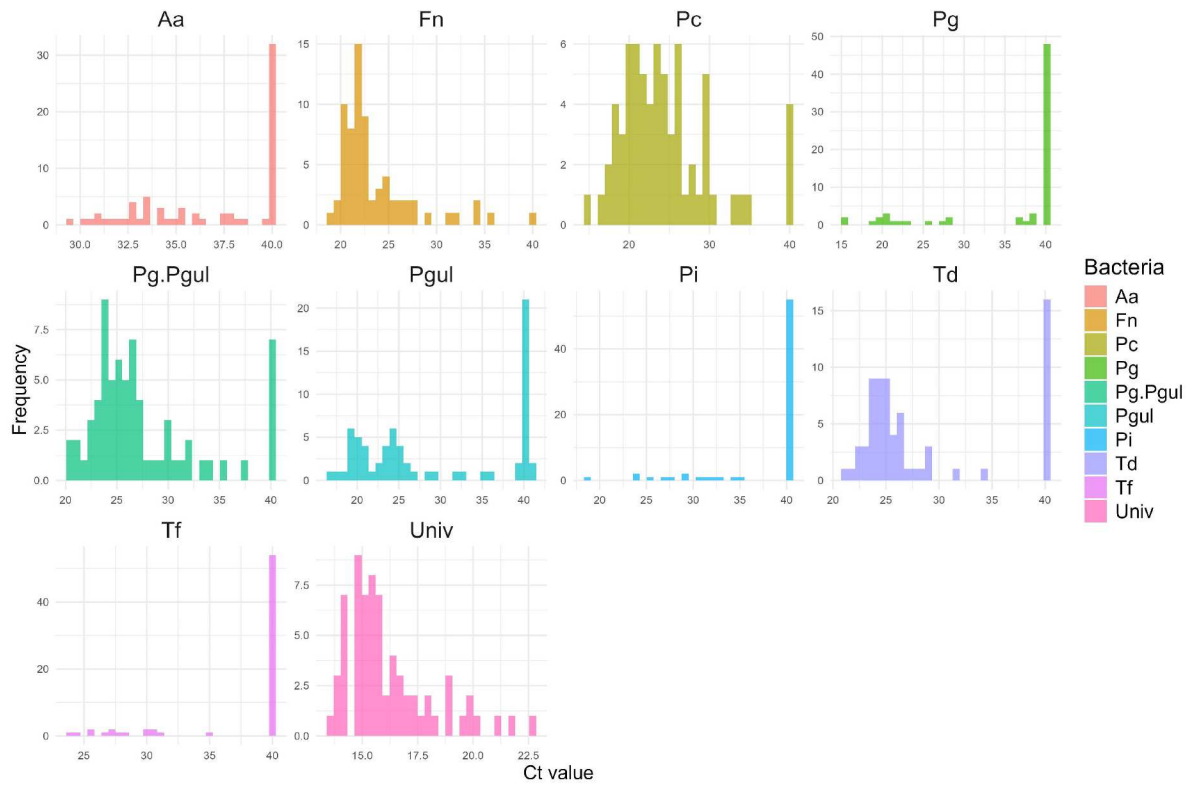 Aa Fn Pc Pg
30 20 10 0
30.0 32.5 35.0 37.5 40.0
15 10 5 0
20 25 30 35 40
6 4 2 0
20 30 40
50 40 30 20 10 0
15 20 25 30 35 40
Pg.Pgul Pgul Pi Td
Frequency
7.5 5.0 2.5 0.0
20 25 30 35 40
20 15 10 5 0
20 25 30 35 40
40 20 0
20 25 30 35 40
15 10 5 0
20 25 30 35 40
Tf Univ
40 20 0
25 30 35 40
7.5 5.0 2.5 0.0
15.0 17.5 20.0 22.5
Ct value
Bacteria
Aa
Fn
Pc
Pg
Pg.Pgul
Pgul
Pi
Td
Tf
Univ